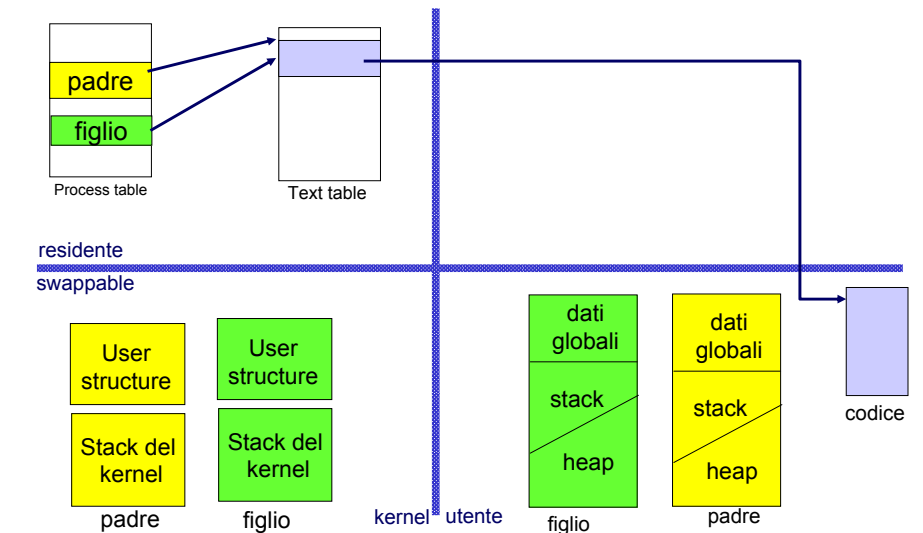 padre
figlio
Process table
Text table
residente
swappable
User
structure
Stack del
kernel
padre
User
structure
Stack del
kernel
figlio
kernel
utente
dati
globali
stack
heap
figlio
dati
globali
stack
heap
padre
codice